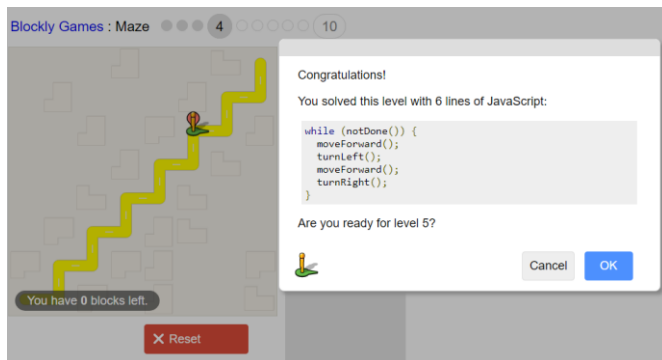 Blockly Games : Maze 4 10
Congratulations!
You solved this level with 6 lines of JavaScript:
while (notDone()) {
  moveForward();
  turnLeft();
  moveForward();
  turnRight();
}
Are you ready for level 5?
Cancel OK
You have 0 blocks left.
Reset